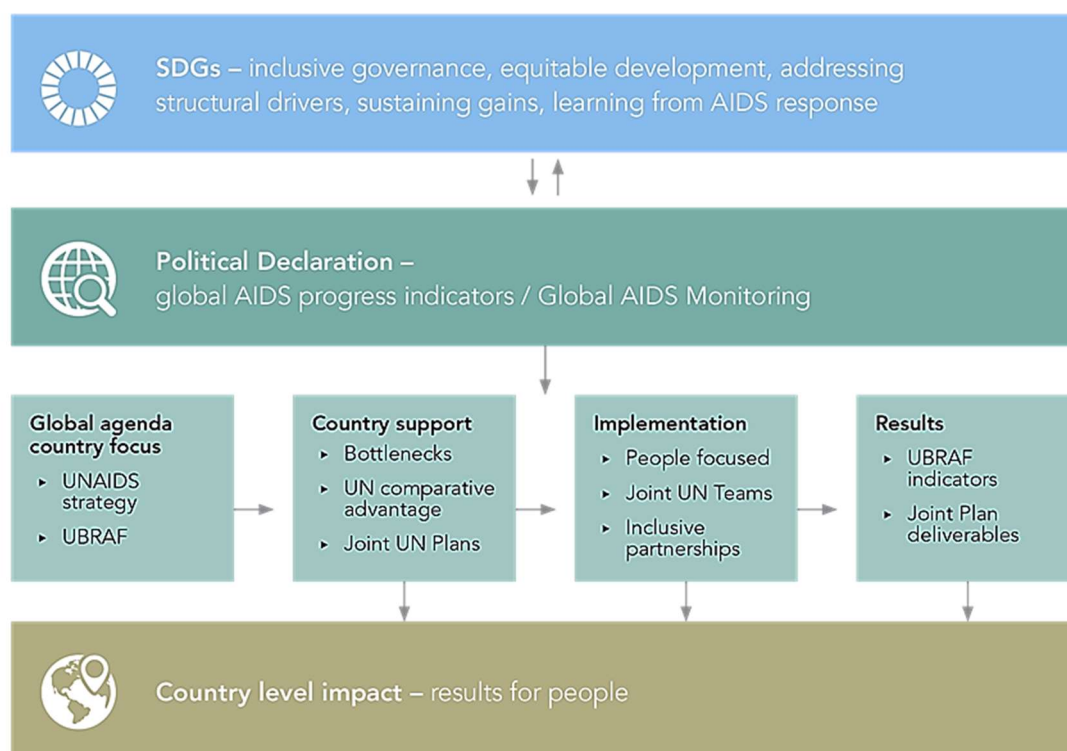 SDGs – inclusive governance, equitable development, addressing
structural drivers, sustaining gains, learning from AIDS response
Political Declaration –
global AIDS progress indicators / Global AIDS Monitoring
Global agenda
country focus
▸ UNAIDS
strategy
▸ UBRAF
Country support
▸ Bottlenecks
▸ UN comparative
advantage
▸ Joint UN Plans
Implementation
▸ People focused
▸ Joint UN Teams
▸ Inclusive
partnerships
Results
▸ UBRAF
indicators
▸ Joint Plan
deliverables
Country level impact – results for people